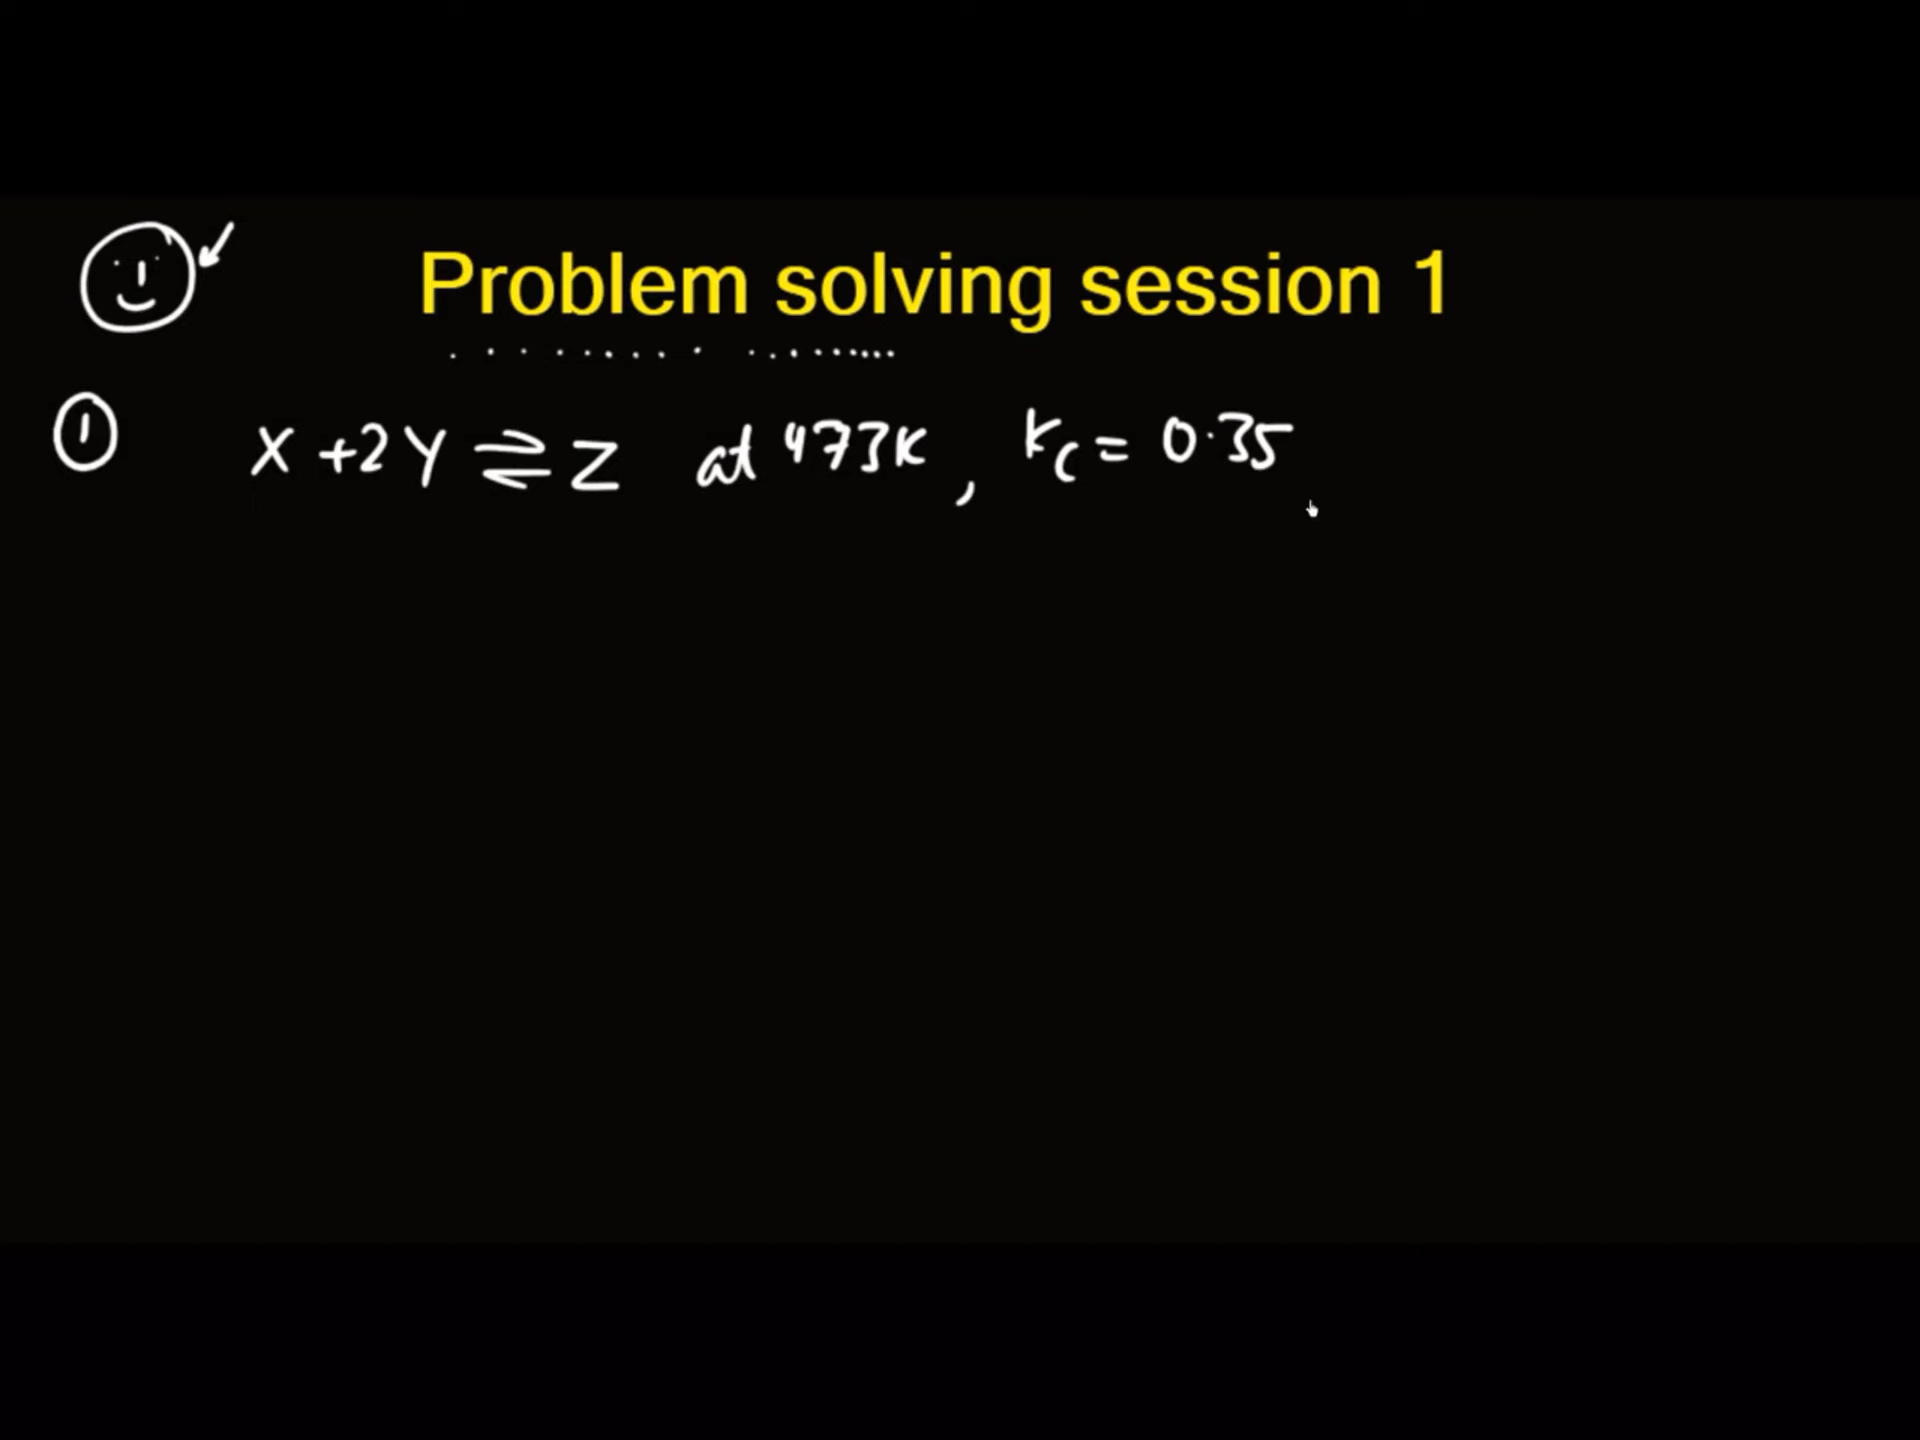 Problem solving session 1
① X + 2Y ⇌ Z at 473K, Kc = 0.35